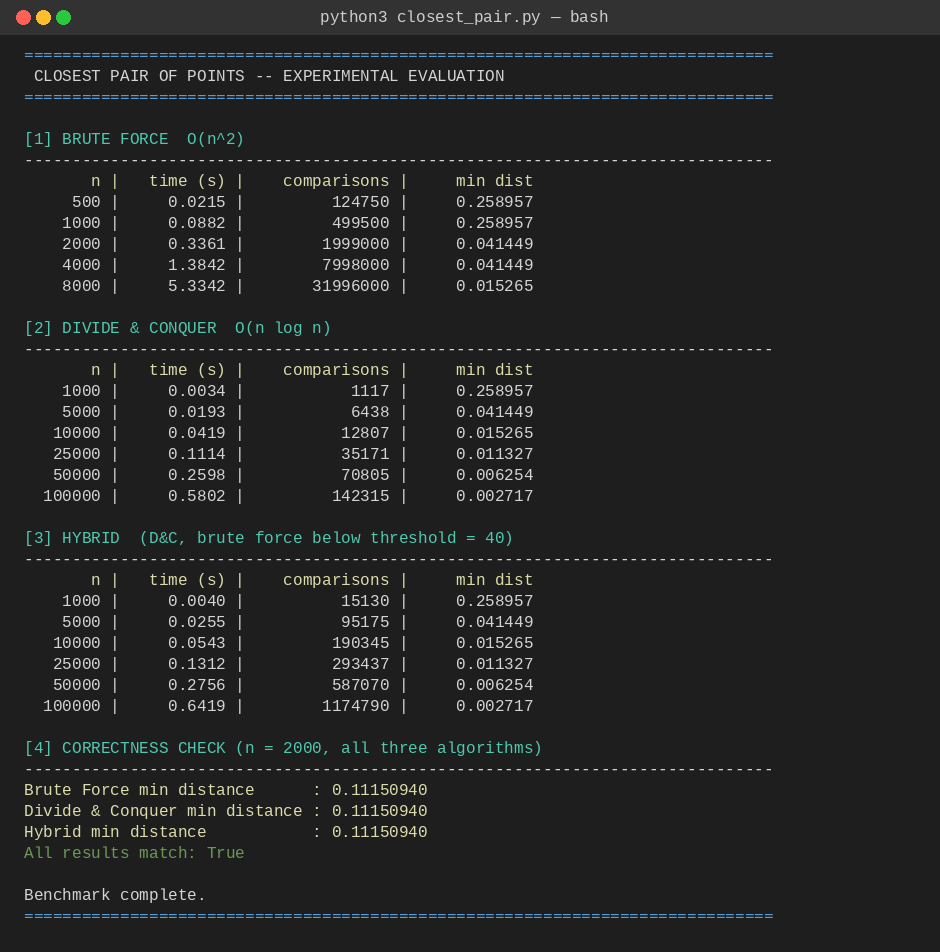 python3 closest_pair.py — bash
==============================================================================
 CLOSEST PAIR OF POINTS -- EXPERIMENTAL EVALUATION
==============================================================================
[1] BRUTE FORCE  O(n^2)
------------------------------------------------------------------------------
       n |   time (s) |    comparisons |     min dist
     500 |     0.0215 |         124750 |     0.258957
    1000 |     0.0882 |         499500 |     0.258957
    2000 |     0.3361 |        1999000 |     0.041449
    4000 |     1.3842 |        7998000 |     0.041449
    8000 |     5.3342 |       31996000 |     0.015265
[2] DIVIDE & CONQUER  O(n log n)
------------------------------------------------------------------------------
       n |   time (s) |    comparisons |     min dist
    1000 |     0.0034 |           1117 |     0.258957
    5000 |     0.0193 |           6438 |     0.041449
   10000 |     0.0419 |          12807 |     0.015265
   25000 |     0.1114 |          35171 |     0.011327
   50000 |     0.2598 |          70805 |     0.006254
  100000 |     0.5802 |         142315 |     0.002717
[3] HYBRID  (D&C, brute force below threshold = 40)
------------------------------------------------------------------------------
       n |   time (s) |    comparisons |     min dist
    1000 |     0.0040 |          15130 |     0.258957
    5000 |     0.0255 |          95175 |     0.041449
   10000 |     0.0543 |         190345 |     0.015265
   25000 |     0.1312 |         293437 |     0.011327
   50000 |     0.2756 |         587070 |     0.006254
  100000 |     0.6419 |        1174790 |     0.002717
[4] CORRECTNESS CHECK (n = 2000, all three algorithms)
------------------------------------------------------------------------------
Brute Force min distance      : 0.11150940
Divide & Conquer min distance : 0.11150940
Hybrid min distance           : 0.11150940
All results match: True
Benchmark complete.
==============================================================================